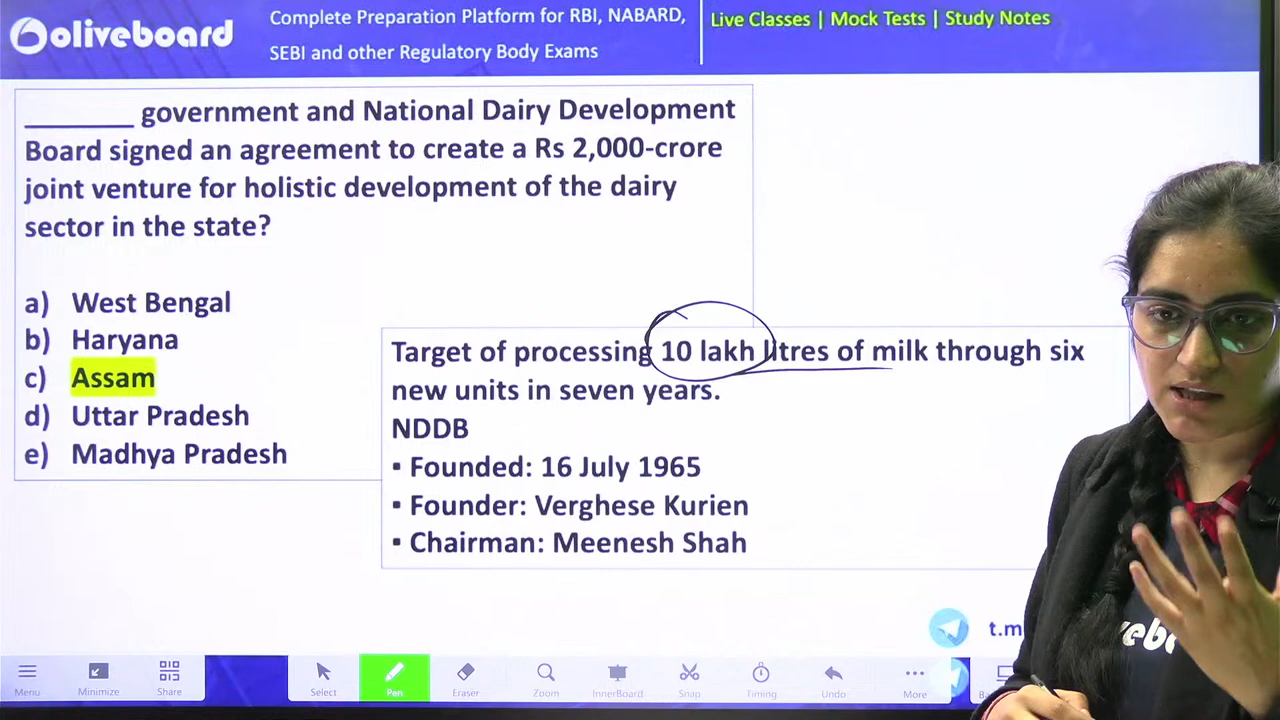 oliveboard
Complete Preparation Platform for RBI, NABARD,
SEBI and other Regulatory Body Exams
Live Classes | Mock Tests | Study Notes
_______ government and National Dairy Development
Board signed an agreement to create a Rs 2,000-crore
joint venture for holistic development of the dairy
sector in the state?
a) West Bengal
b) Haryana
c) Assam
d) Uttar Pradesh
e) Madhya Pradesh
Target of processing 10 lakh litres of milk through six
new units in seven years.
NDDB
▪ Founded: 16 July 1965
▪ Founder: Verghese Kurien
▪ Chairman: Meenesh Shah
t.m
Menu Minimize Share Select Pen Eraser Zoom InnerBoard Snap Timing Undo More